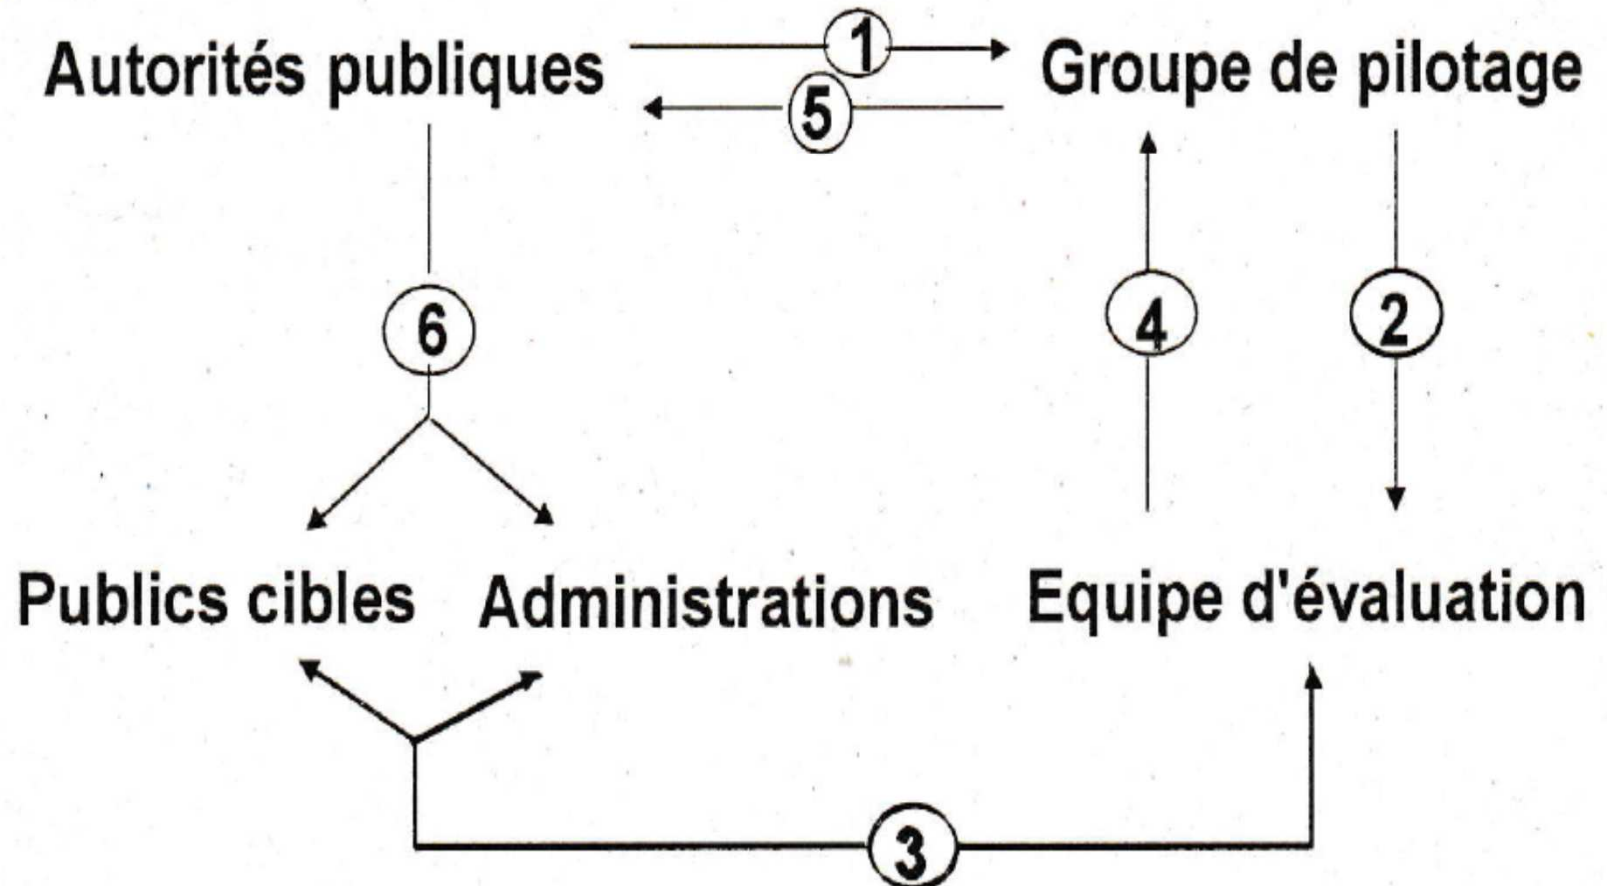 Autorités publiques
1
5
Groupe de pilotage
6
4
2
Publics cibles
Administrations
Equipe d'évaluation
3